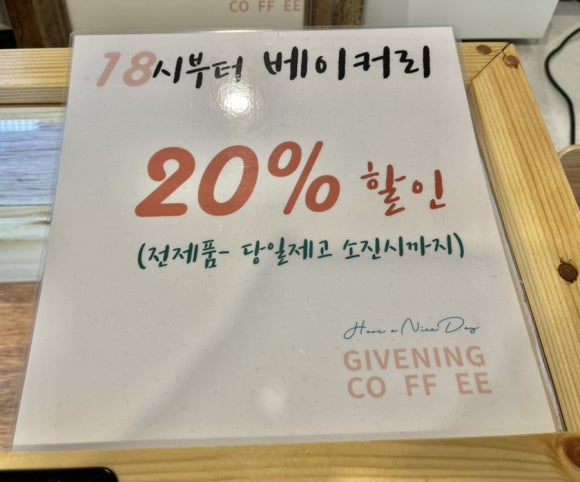 CO FF EE
18시부터 베이커리
20% 할인
(전제품- 당일제고 소진시까지)
Have a Nice Day
GIVENING
CO FF EE